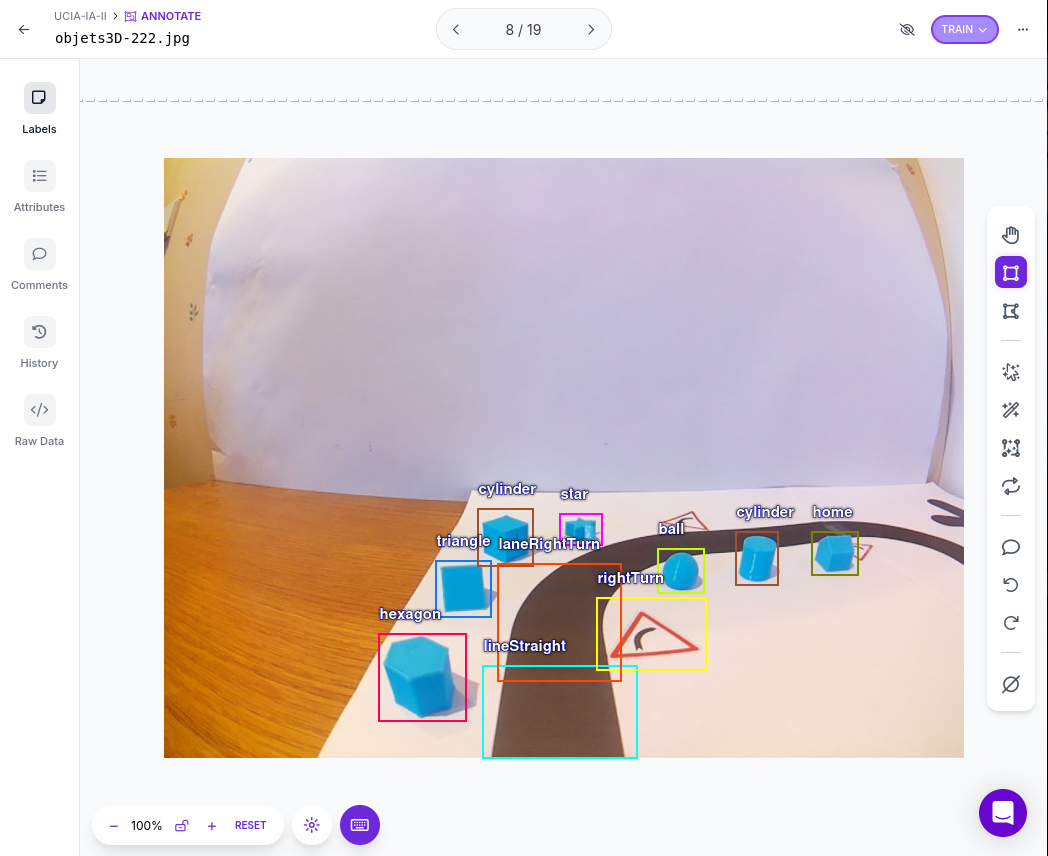 UCIA-IA-II > ANNOTATE
objets3D-222.jpg
8 / 19
TRAIN
Labels
Attributes
Comments
History
Raw Data
cylinder
star
cylinder
home
ball
triangle
laneRightTurn
rightTurn
hexagon
lineStraight
100%
RESET